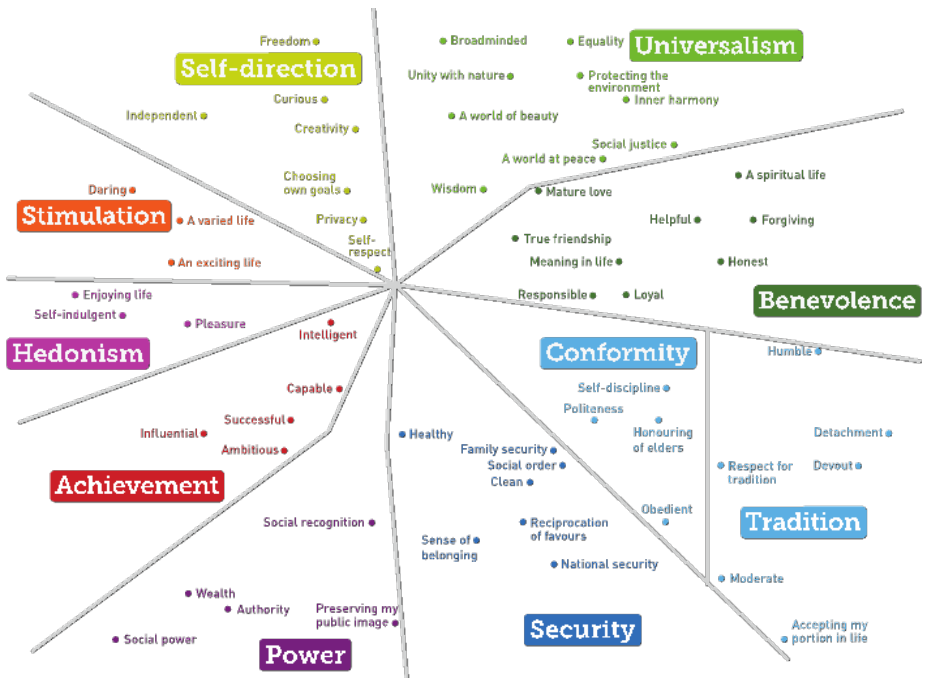 Freedom
Broadminded
Equality
Universalism
Self-direction
Unity with nature
Protecting the
environment
Curious
Inner harmony
Independent
A world of beauty
Creativity
Social justice
A world at peace
A spiritual life
Choosing
own goals
Wisdom
Mature love
Daring
Stimulation
A varied life
Privacy
Helpful
Forgiving
Self-
respect
True friendship
An exciting life
Meaning in life
Honest
Enjoying life
Responsible
Loyal
Benevolence
Self-indulgent
Pleasure
Intelligent
Hedonism
Conformity
Humble
Capable
Self-discipline
Politeness
Successful
Influential
Healthy
Honouring
of elders
Detachment
Ambitious
Family security
Social order
Clean
Respect for
tradition
Devout
Achievement
Obedient
Tradition
Social recognition
Reciprocation
of favours
Sense of
belonging
National security
Moderate
Wealth
Authority
Preserving my
public image
Social power
Power
Security
Accepting my
portion in life